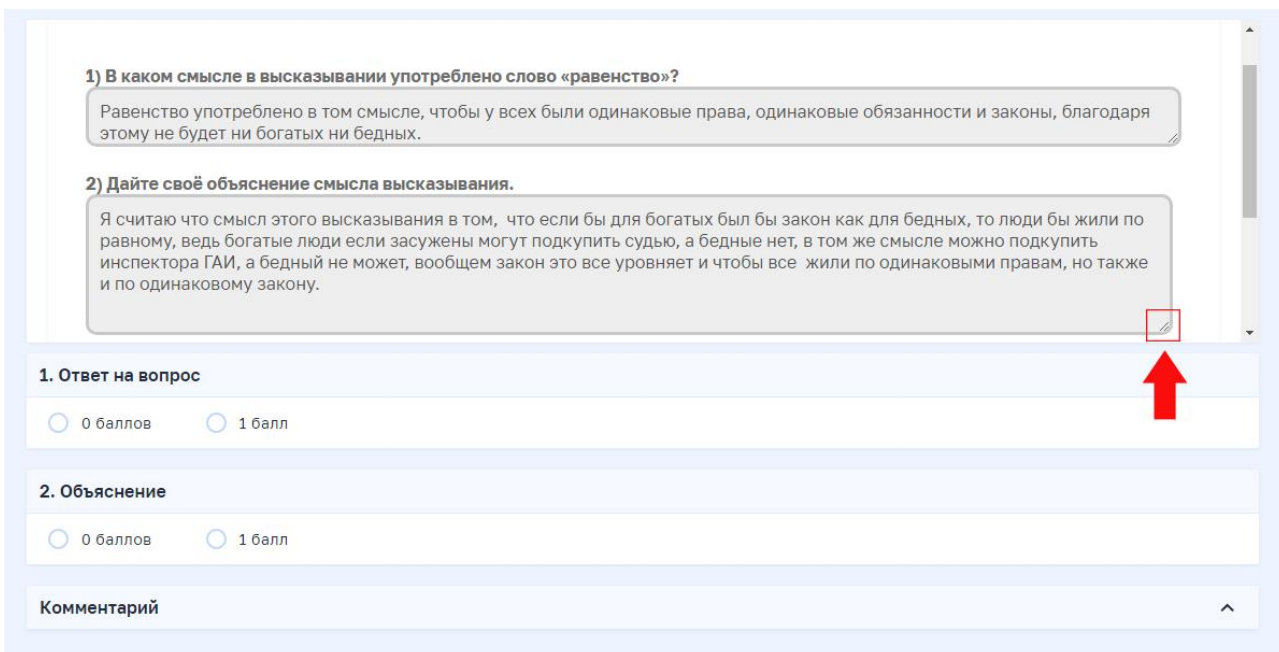 1) В каком смысле в высказывании употреблено слово «равенство»?
Равенство употреблено в том смысле, чтобы у всех были одинаковые права, одинаковые обязанности и законы, благодаря
этому не будет ни богатых ни бедных.
2) Дайте своё объяснение смысла высказывания.
Я считаю что смысл этого высказывания в том,  что если бы для богатых был бы закон как для бедных, то люди бы жили по
равному, ведь богатые люди если засужены могут подкупить судью, а бедные нет, в том же смысле можно подкупить
инспектора ГАИ, а бедный не может, вообщем закон это все уровняет и чтобы все  жили по одинаковыми правам, но также
и по одинаковому закону.
1. Ответ на вопрос
0 баллов 1 балл
2. Объяснение
0 баллов 1 балл
Комментарий